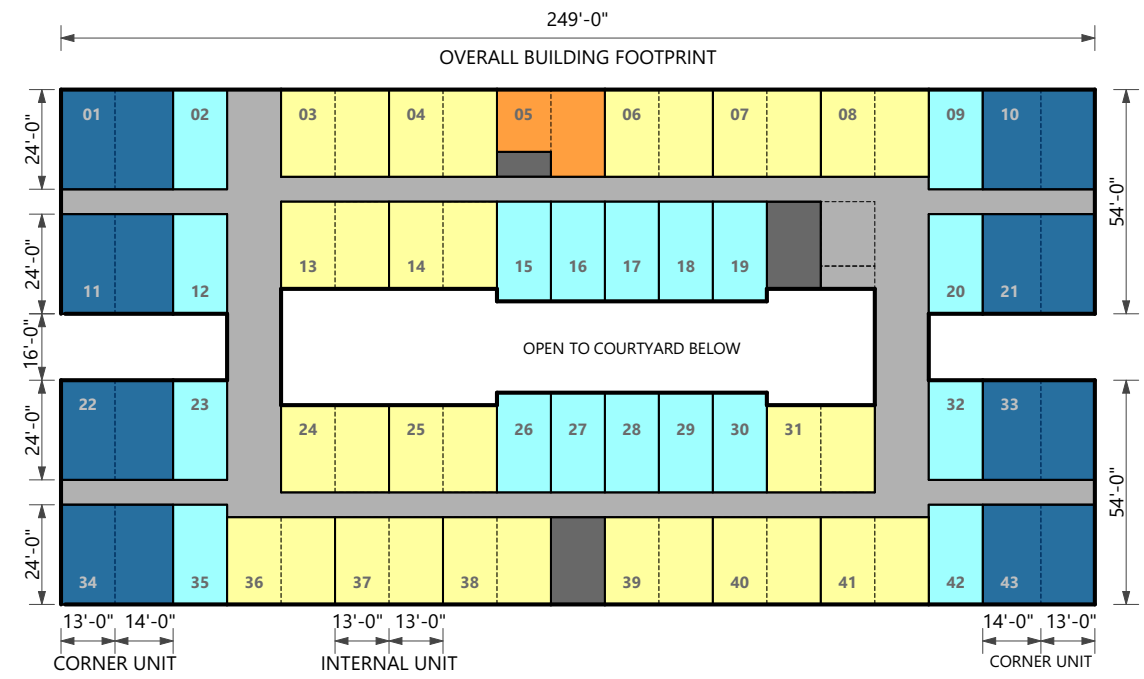 249'-0"
OVERALL BUILDING FOOTPRINT
01 02 03 04 05 06 07 08 09 10
24'-0"
54'-0"
24'-0"
13 14 15 16 17 18 19
11 12 20 21
16'-0"
OPEN TO COURTYARD BELOW
22 23 32 33
24'-0"
24 25 26 27 28 29 30 31
54'-0"
24'-0"
34 35 36 37 38 39 40 41 42 43
13'-0" 14'-0" 13'-0" 13'-0" 14'-0" 13'-0"
CORNER UNIT INTERNAL UNIT CORNER UNIT